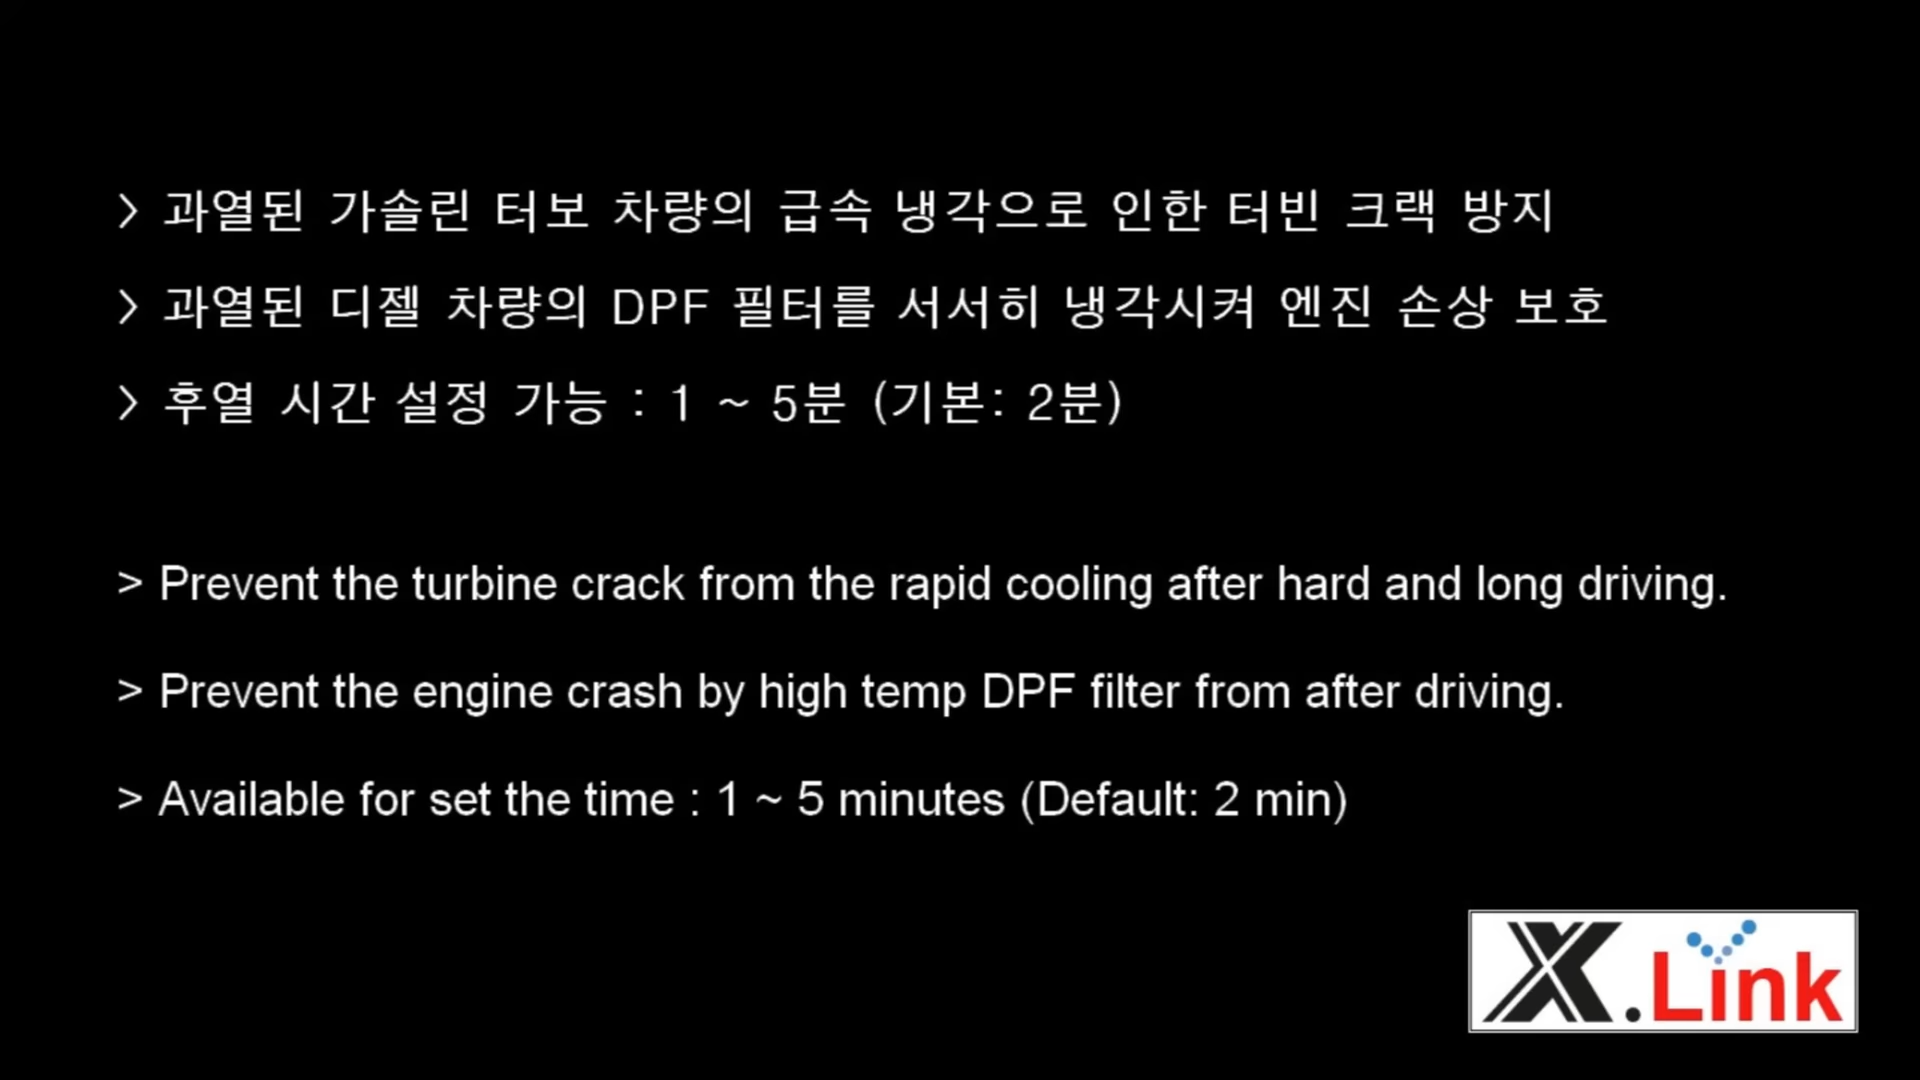 > 과열된 가솔린 터보 차량의 급속 냉각으로 인한 터빈 크랙 방지
> 과열된 디젤 차량의 DPF 필터를 서서히 냉각시켜 엔진 손상 보호
> 후열 시간 설정 가능 : 1 ~ 5분 (기본: 2분)
> Prevent the turbine crack from the rapid cooling after hard and long driving.
> Prevent the engine crash by high temp DPF filter from after driving.
> Available for set the time : 1 ~ 5 minutes (Default: 2 min)
X.Link